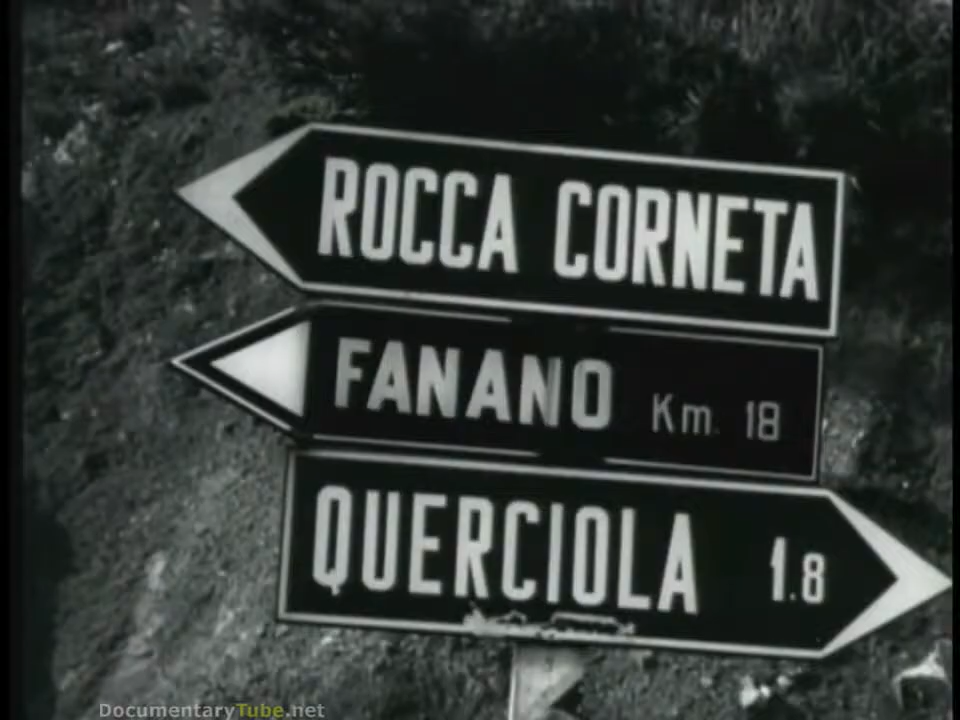 ROCCA CORNETA
FANANO Km. 18
QUERCIOLA 1.8
DocumentaryTube.net